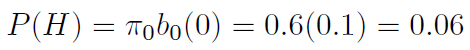 P(H) = π₀b₀(0) = 0.6(0.1) = 0.06